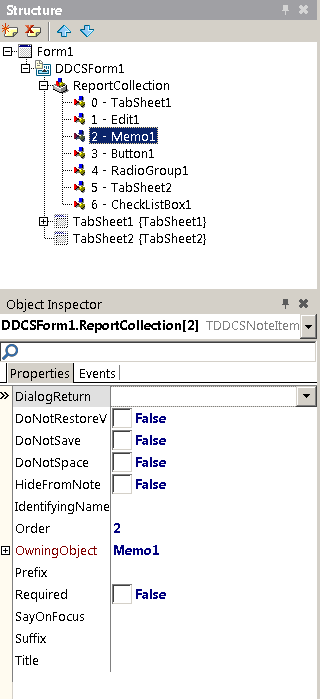 Structure
Form1
DDCSForm1
ReportCollection
0 - TabSheet1
1 - Edit1
2 - Memo1
3 - Button1
4 - RadioGroup1
5 - TabSheet2
6 - CheckListBox1
TabSheet1 {TabSheet1}
TabSheet2 {TabSheet2}
Object Inspector
DDCSForm1.ReportCollection[2] TDDCSNoteItem
Properties Events
DialogReturn
DoNotRestoreV False
DoNotSave False
DoNotSpace False
HideFromNote False
IdentifyingName
Order 2
OwningObject Memo1
Prefix
Required False
SayOnFocus
Suffix
Title